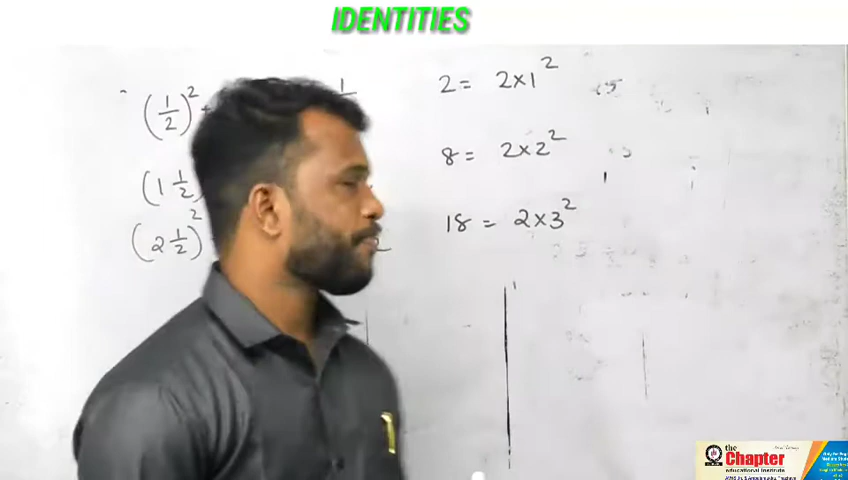 IDENTITIES
(1/2)² +
1
2 = 2×1²
(1 1/2)
8 = 2×2²
(2 1/2)²
18 = 2×3²
the
Chapter
educational institute